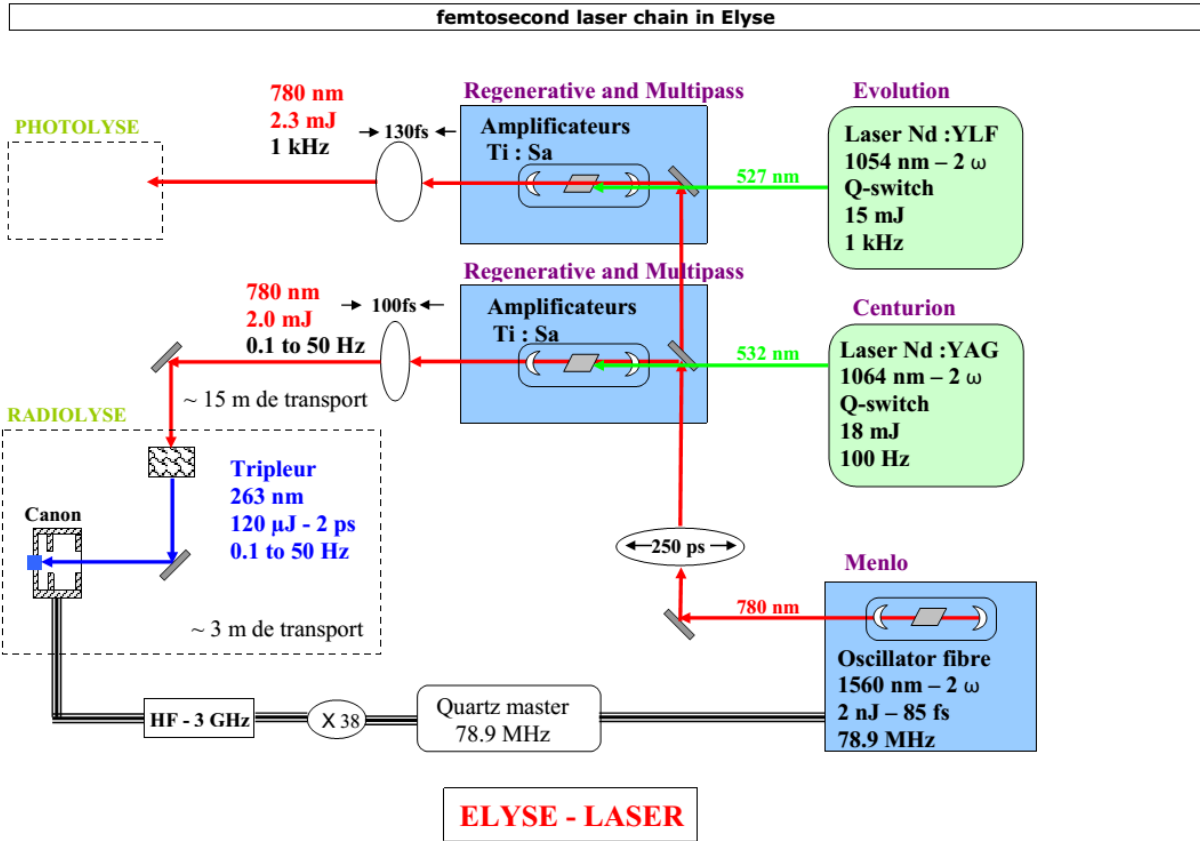 femtosecond laser chain in Elyse
PHOTOLYSE
780 nm
2.3 mJ
1 kHz
130fs
Regenerative and Multipass
Amplificateurs
Ti : Sa
527 nm
Evolution
Laser Nd :YLF
1054 nm – 2 ω
Q-switch
15 mJ
1 kHz
780 nm
2.0 mJ
0.1 to 50 Hz
100fs
Regenerative and Multipass
Amplificateurs
Ti : Sa
532 nm
Centurion
Laser Nd :YAG
1064 nm – 2 ω
Q-switch
18 mJ
100 Hz
~ 15 m de transport
RADIOLYSE
Tripleur
263 nm
120 µJ - 2 ps
0.1 to 50 Hz
Canon
~ 3 m de transport
250 ps
780 nm
Menlo
Oscillator fibre
1560 nm – 2 ω
2 nJ – 85 fs
78.9 MHz
HF - 3 GHz
X 38
Quartz master
78.9 MHz
ELYSE - LASER